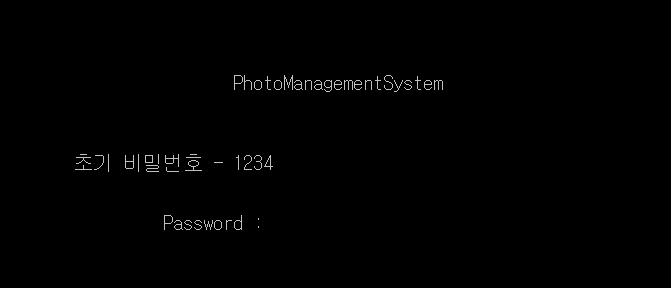 PhotoManagementSystem
초기 비밀번호 - 1234
Password :